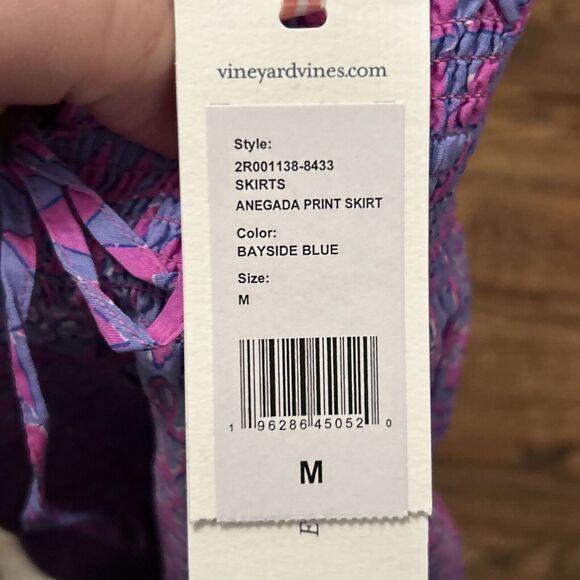 vineyardvines.com
Style:
2R001138-8433
SKIRTS
ANEGADA PRINT SKIRT
Color:
BAYSIDE BLUE
Size:
M
1 96286 45052 0
M